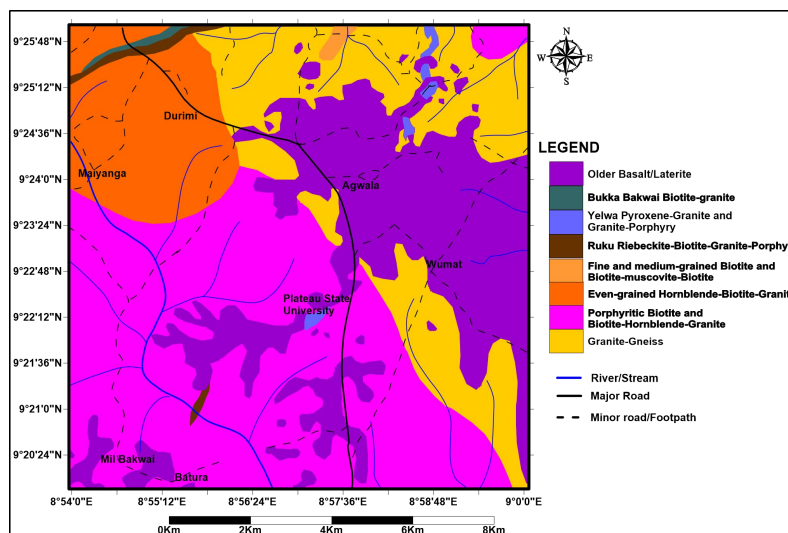 N
W
E
S
9°25'48"N
9°25'12"N
9°24'36"N
9°24'0"N
9°23'24"N
9°22'48"N
9°22'12"N
9°21'36"N
9°21'0"N
9°20'24"N
Durimi
Maiyanga
Agwala
Wumat
Plateau State
University
Mil Bakwai
Batura
8°54'0"E
8°55'12"E
8°56'24"E
8°57'36"E
8°58'48"E
9°0'0"E
0Km
2Km
4Km
6Km
8Km
LEGEND
Older Basalt/Laterite
Bukka Bakwai Biotite-granite
Yelwa Pyroxene-Granite and
Granite-Porphyry
Ruku Riebeckite-Biotite-Granite-Porphy
Fine and medium-grained Biotite and
Biotite-muscovite-Biotite
Even-grained Hornblende-Biotite-Granit
Porphyritic Biotite and
Biotite-Hornblende-Granite
Granite-Gneiss
River/Stream
Major Road
Minor road/Footpath